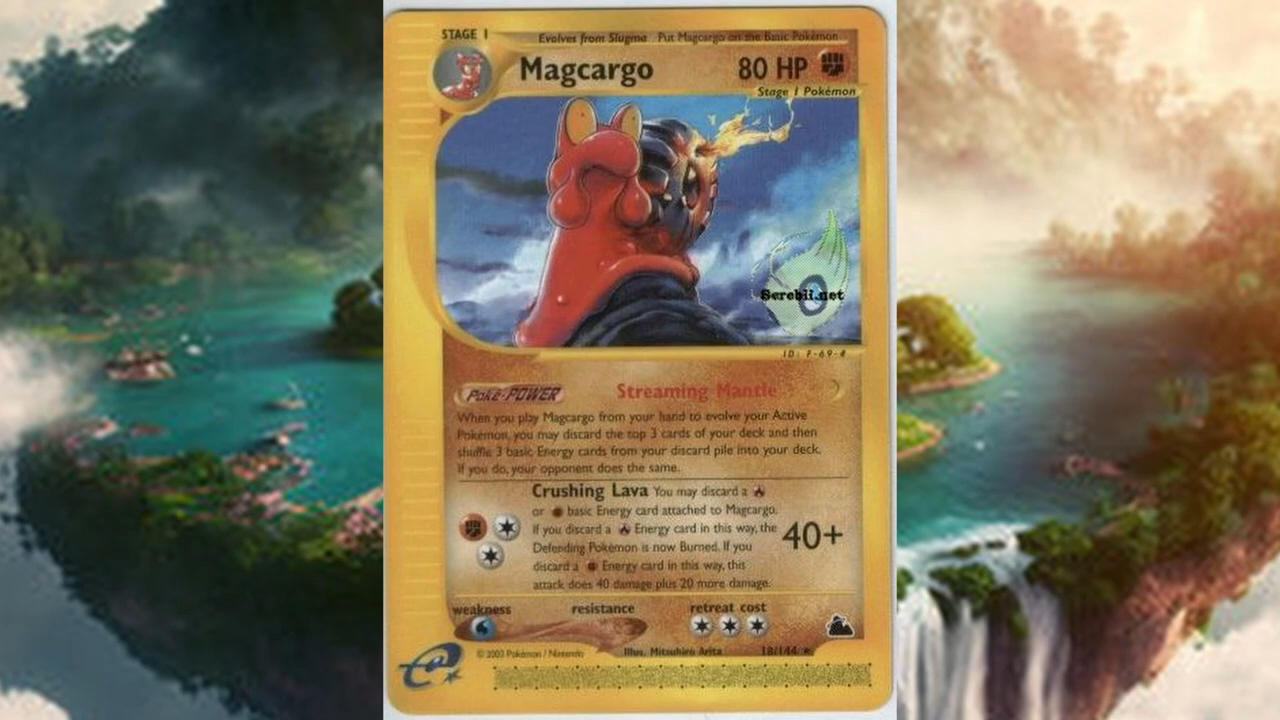 STAGE 1
Evolves from Slugma Put Magcargo on the Basic Pokémon
Magcargo 80 HP
Stage 1 Pokémon
Serebii.net
ID: F-69-#
Poké-POWER Streaming Mantle
When you play Magcargo from your hand to evolve your Active
Pokémon, you may discard the top 3 cards of your deck and then
shuffle 3 basic Energy cards from your discard pile into your deck.
If you do, your opponent does the same.
Crushing Lava You may discard a
or basic Energy card attached to Magcargo.
If you discard a Energy card in this way, the
Defending Pokémon is now Burned. If you
discard a Energy card in this way, this
attack does 40 damage plus 20 more damage.
40+
weakness resistance retreat cost
© 2003 Pokémon / Nintendo Illus. Mitsuhiro Arita 18/144 ★
e